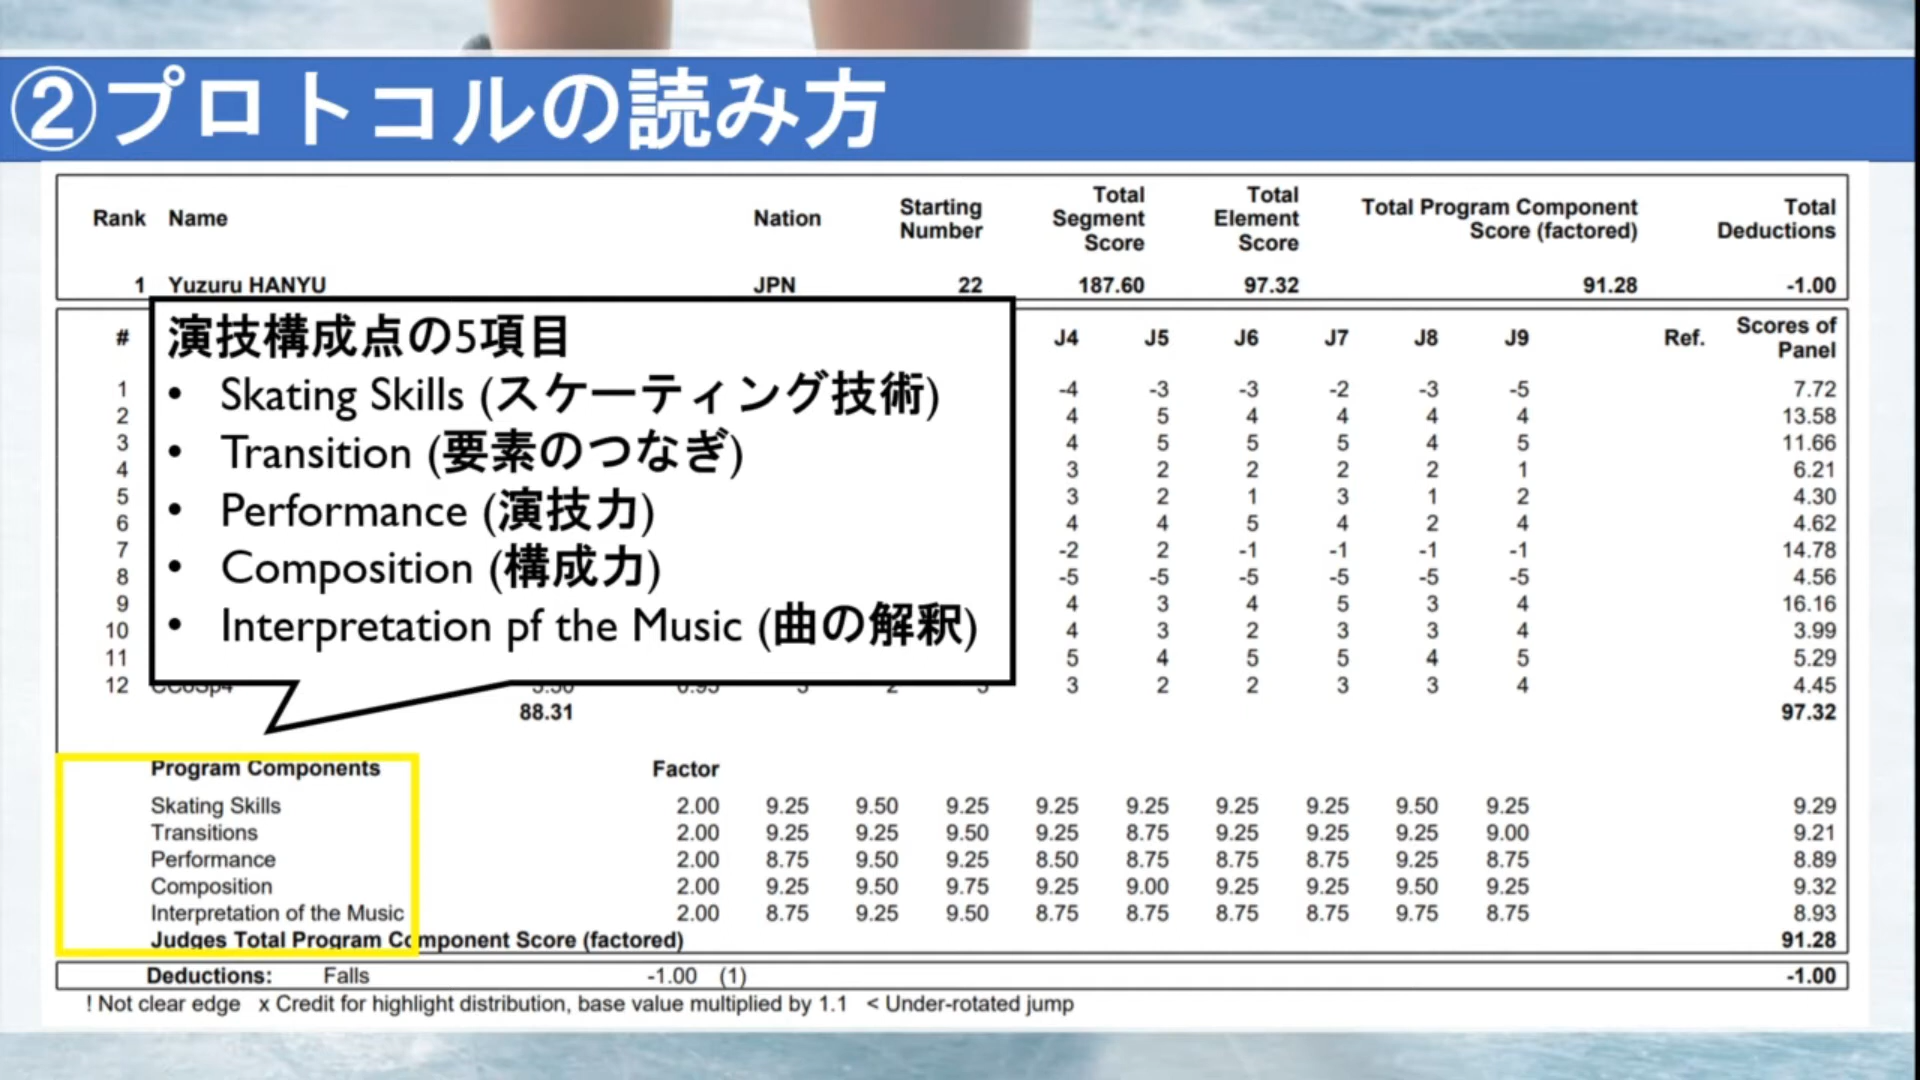 ②プロトコルの読み方
Rank Name Nation Starting Number Total Segment Score Total Element Score Total Program Component Score (factored) Total Deductions
1 Yuzuru HANYU JPN 22 187.60 97.32 91.28 -1.00
演技構成点の5項目
• Skating Skills (スケーティング技術)
• Transition (要素のつなぎ)
• Performance (演技力)
• Composition (構成力)
• Interpretation pf the Music (曲の解釈)
# J4 J5 J6 J7 J8 J9 Ref. Scores of Panel
1 -4 -3 -3 -2 -3 -5 7.72
2 4 5 4 4 4 4 13.58
3 4 5 5 5 4 5 11.66
4 3 2 2 2 2 1 6.21
5 3 2 1 3 1 2 4.30
6 4 4 5 4 2 4 4.62
7 -2 2 -1 -1 -1 -1 14.78
8 -5 -5 -5 -5 -5 -5 4.56
9 4 3 4 5 3 4 16.16
10 4 3 2 3 3 4 3.99
11 5 4 5 5 4 5 5.29
12 3 2 2 3 3 4 4.45
88.31 97.32
Program Components Factor
Skating Skills 2.00 9.25 9.50 9.25 9.25 9.25 9.25 9.25 9.50 9.25 9.29
Transitions 2.00 9.25 9.25 9.50 9.25 8.75 9.25 9.25 9.25 9.00 9.21
Performance 2.00 8.75 9.50 9.25 8.50 8.75 8.75 8.75 9.25 8.75 8.89
Composition 2.00 9.25 9.50 9.75 9.25 9.00 9.25 9.25 9.50 9.25 9.32
Interpretation of the Music 2.00 8.75 9.25 9.50 8.75 8.75 8.75 8.75 9.75 8.75 8.93
Judges Total Program Component Score (factored) 91.28
Deductions: Falls -1.00 (1) -1.00
! Not clear edge x Credit for highlight distribution, base value multiplied by 1.1 < Under-rotated jump